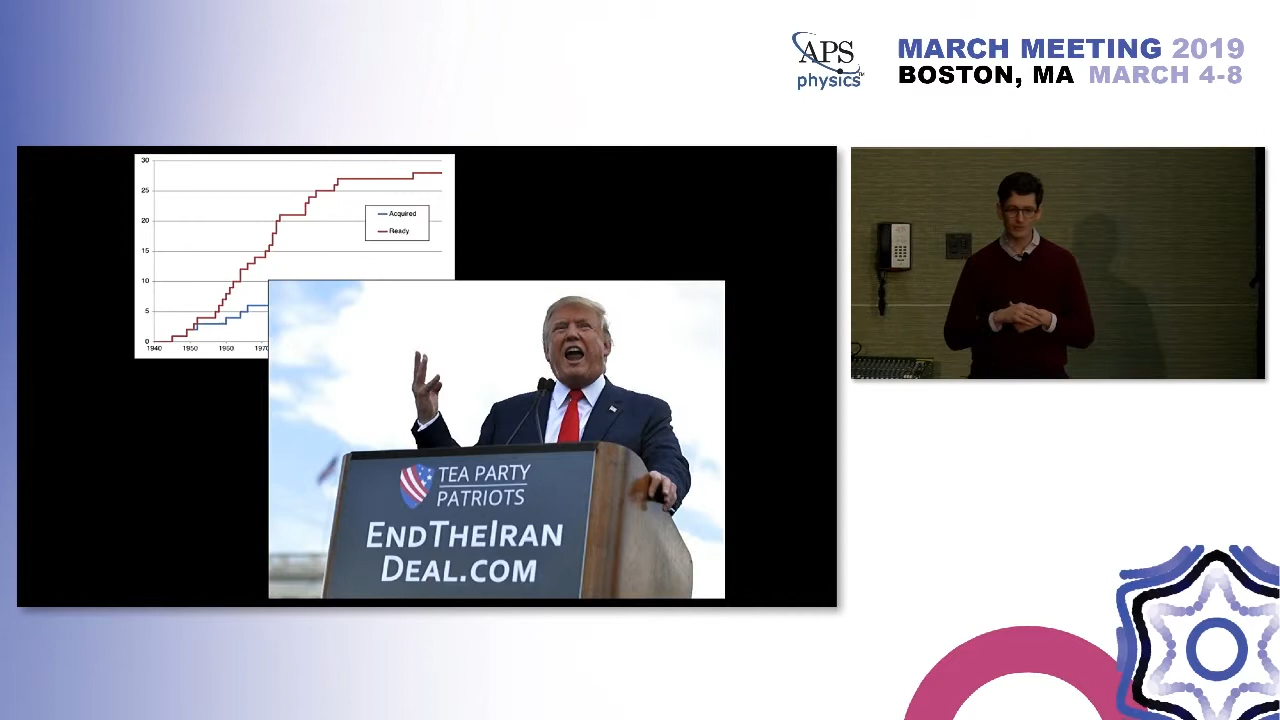 APS
physics™
MARCH MEETING 2019
BOSTON, MA MARCH 4-8
30
25
20
15
10
5
0
1940
1950
1960
1970
Acquired
Ready
TEA PARTY
PATRIOTS
ENDTHEIRAN
DEAL.COM